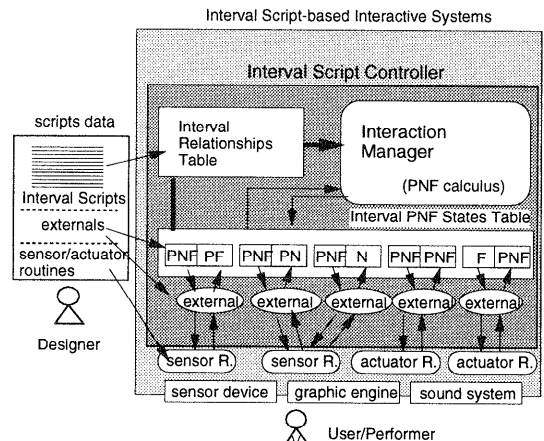 Interval Script-based Interactive Systems
Interval Script Controller
scripts data
Interval
Relationships
Table
Interaction
Manager
(PNF calculus)
Interval Scripts
externals
sensor/actuator
routines
Designer
Interval PNF States Table
PNF PF PNF PN PNF N PNF PNF F PNF
external external external external external
sensor R. sensor R. actuator R. actuator R.
sensor device graphic engine sound system
User/Performer